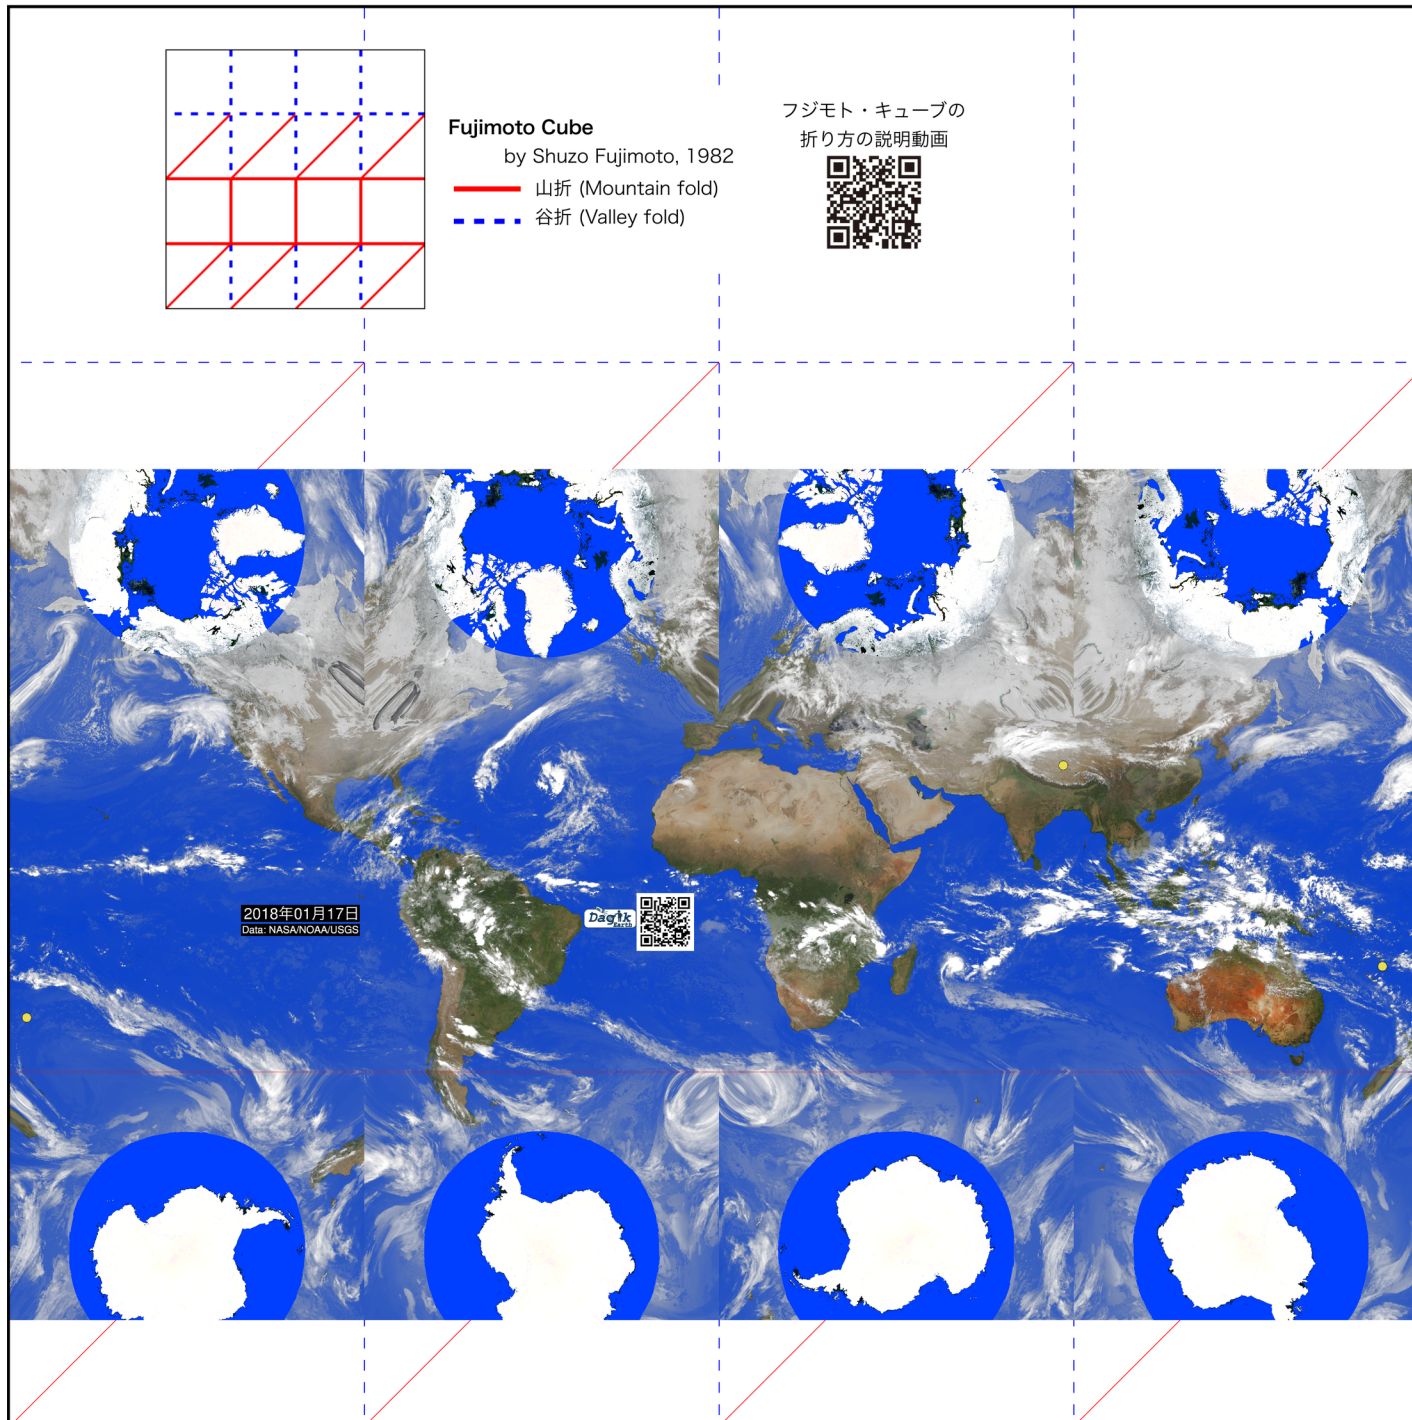 Fujimoto Cube
by Shuzo Fujimoto, 1982
山折 (Mountain fold)
谷折 (Valley fold)
フジモト・キューブの
折り方の説明動画
2018年01月17日
Data: NASA/NOAA/USGS
Dagik
Earth